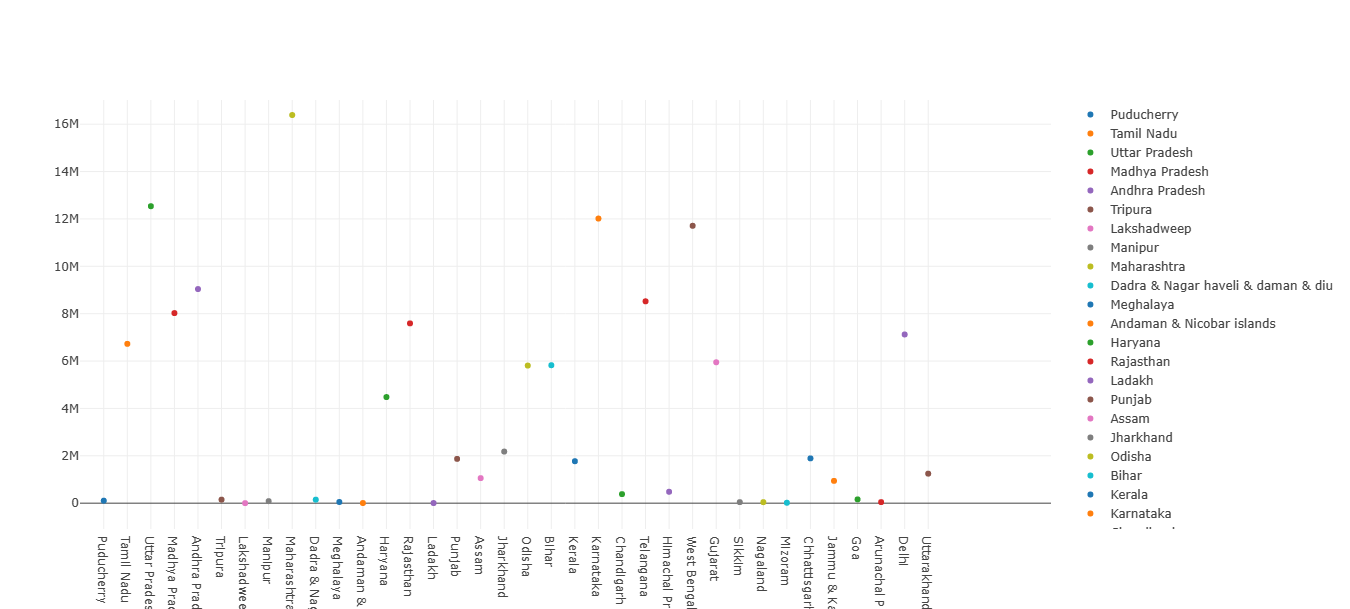 16M
14M
12M
10M
8M
6M
4M
2M
0
Puducherry
Tamil Nadu
Uttar Prades
Madhya Prac
Andhra Prad
Tripura
Lakshadwee
Manipur
Maharashtra
Dadra & Nag
Meghalaya
Andaman &
Haryana
Rajasthan
Ladakh
Punjab
Assam
Jharkhand
Odisha
Bihar
Kerala
Karnataka
Chandigarh
Telangana
Himachal Pr
West Bengal
Gujarat
Sikkim
Nagaland
Mizoram
Chhattisgarh
Jammu & Ka
Goa
Arunachal P
Delhi
Uttarakhand
Puducherry
Tamil Nadu
Uttar Pradesh
Madhya Pradesh
Andhra Pradesh
Tripura
Lakshadweep
Manipur
Maharashtra
Dadra & Nagar haveli & daman & diu
Meghalaya
Andaman & Nicobar islands
Haryana
Rajasthan
Ladakh
Punjab
Assam
Jharkhand
Odisha
Bihar
Kerala
Karnataka